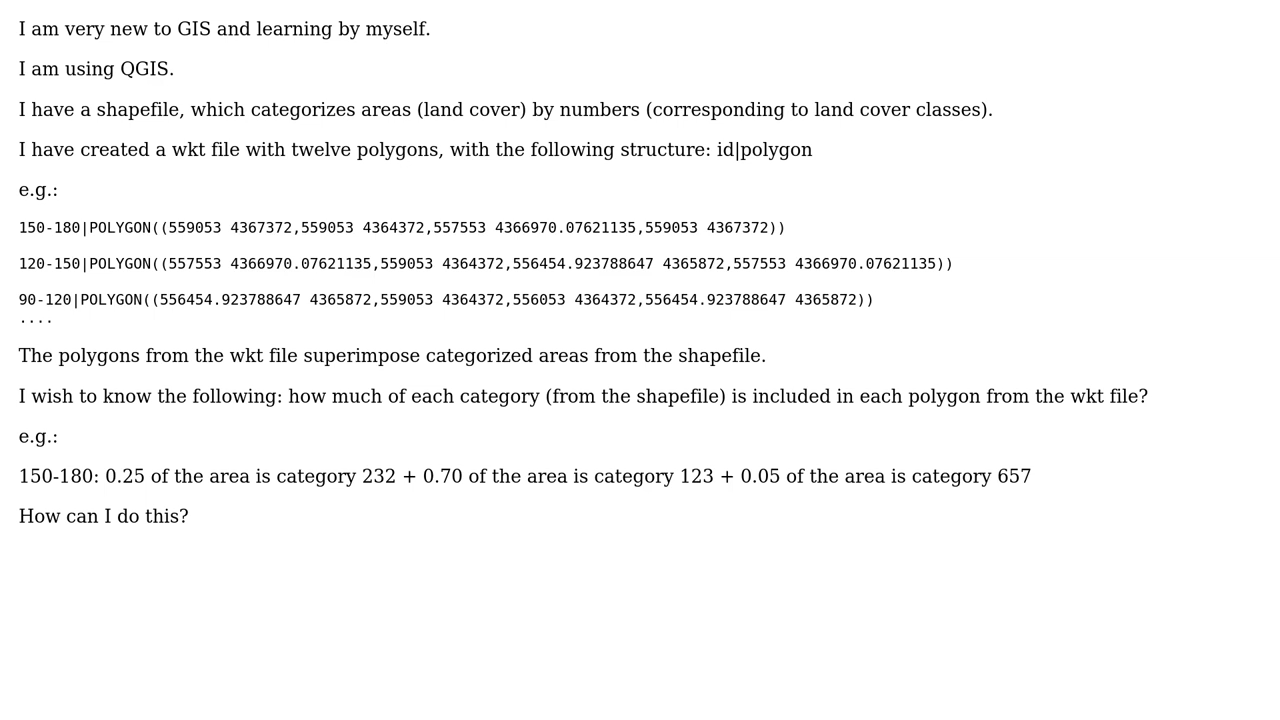 I am very new to GIS and learning by myself.
I am using QGIS.
I have a shapefile, which categorizes areas (land cover) by numbers (corresponding to land cover classes).
I have created a wkt file with twelve polygons, with the following structure: id|polygon
e.g.:
150-180|POLYGON((559053 4367372,559053 4364372,557553 4366970.07621135,559053 4367372))
120-150|POLYGON((557553 4366970.07621135,559053 4364372,556454.923788647 4365872,557553 4366970.07621135))
90-120|POLYGON((556454.923788647 4365872,559053 4364372,556053 4364372,556454.923788647 4365872))
....
The polygons from the wkt file superimpose categorized areas from the shapefile.
I wish to know the following: how much of each category (from the shapefile) is included in each polygon from the wkt file?
e.g.:
150-180: 0.25 of the area is category 232 + 0.70 of the area is category 123 + 0.05 of the area is category 657
How can I do this?